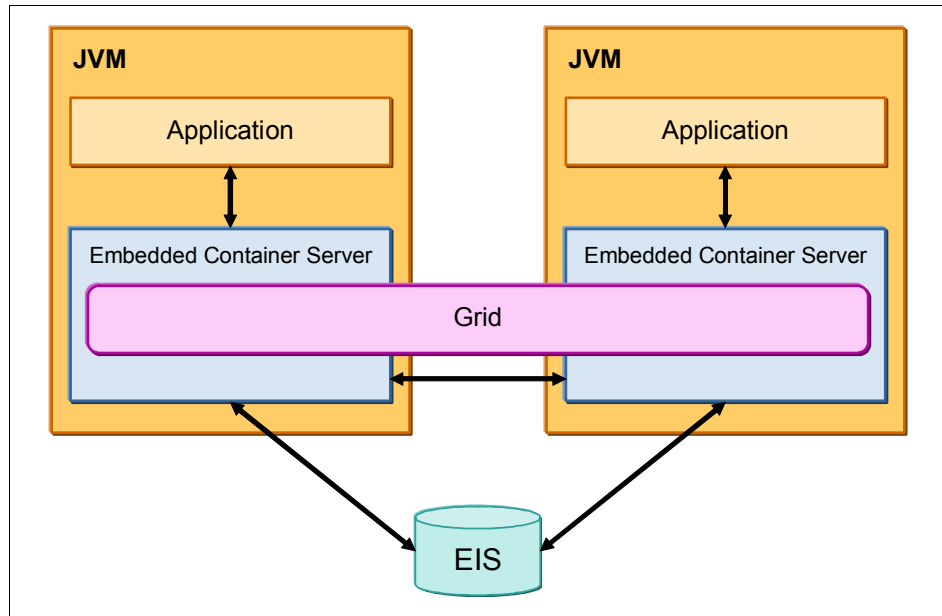 JVM
Application
Embedded Container Server
JVM
Application
Embedded Container Server
Grid
EIS